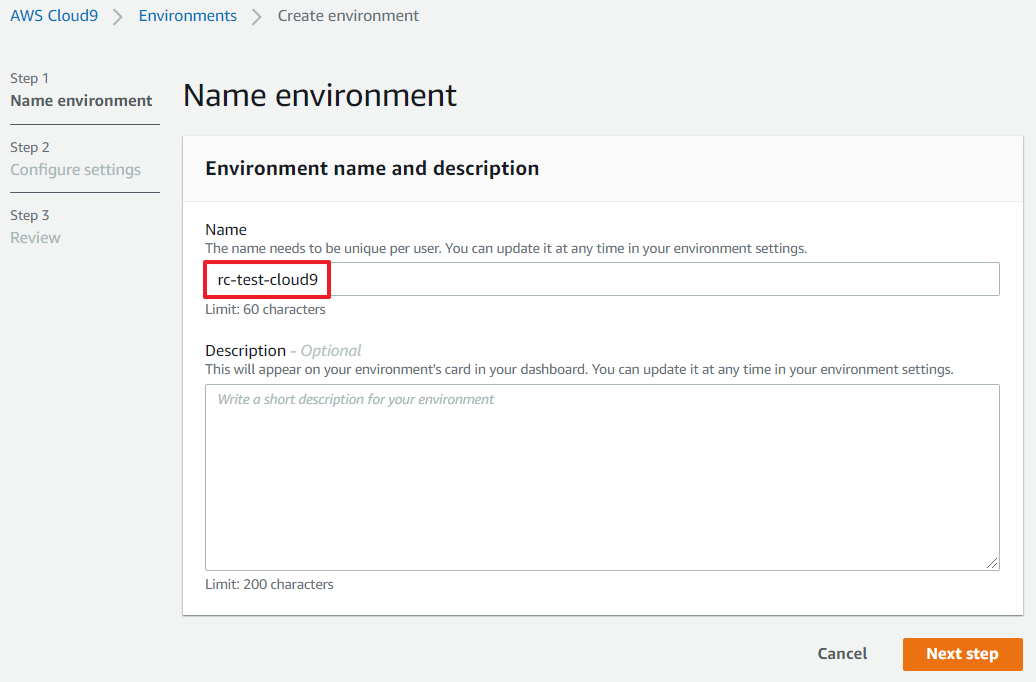 AWS Cloud9 > Environments > Create environment
Step 1
Name environment
Step 2
Configure settings
Step 3
Review
Name environment
Environment name and description
Name
The name needs to be unique per user. You can update it at any time in your environment settings.
rc-test-cloud9
Limit: 60 characters
Description - Optional
This will appear on your environment's card in your dashboard. You can update it at any time in your environment settings.
Write a short description for your environment
Limit: 200 characters
Cancel
Next step